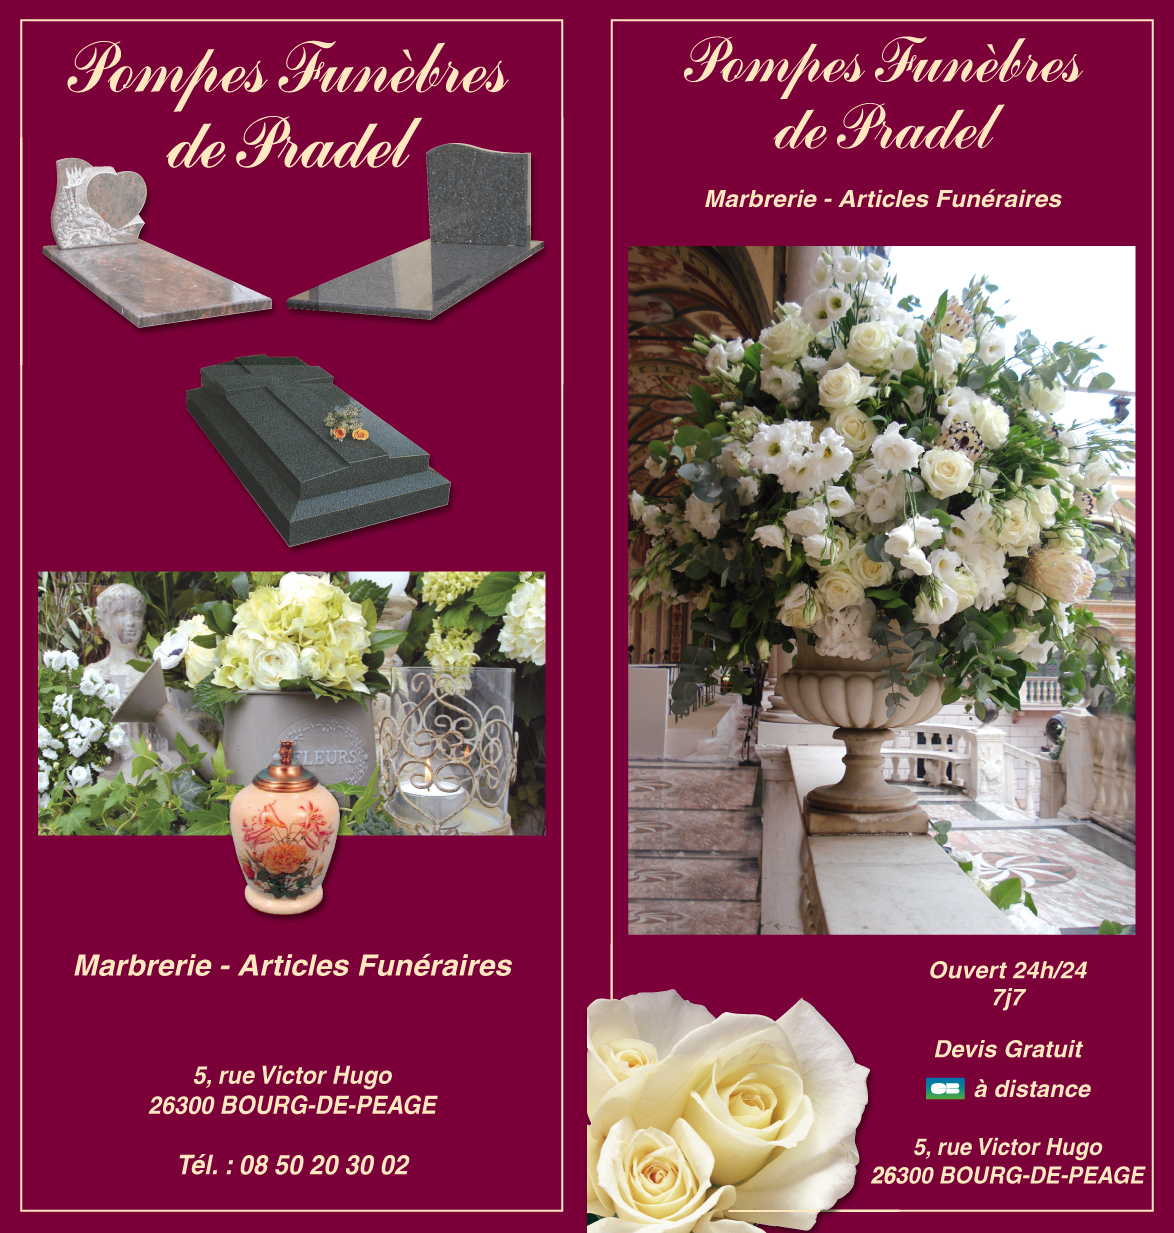 Pompes Funèbres
de Pradel
FLEURS
Marbrerie - Articles Funéraires
5, rue Victor Hugo
26300 BOURG-DE-PEAGE
Tél. : 08 50 20 30 02
Pompes Funèbres
de Pradel
Marbrerie - Articles Funéraires
Ouvert 24h/24
7j7
Devis Gratuit
CB à distance
5, rue Victor Hugo
26300 BOURG-DE-PEAGE